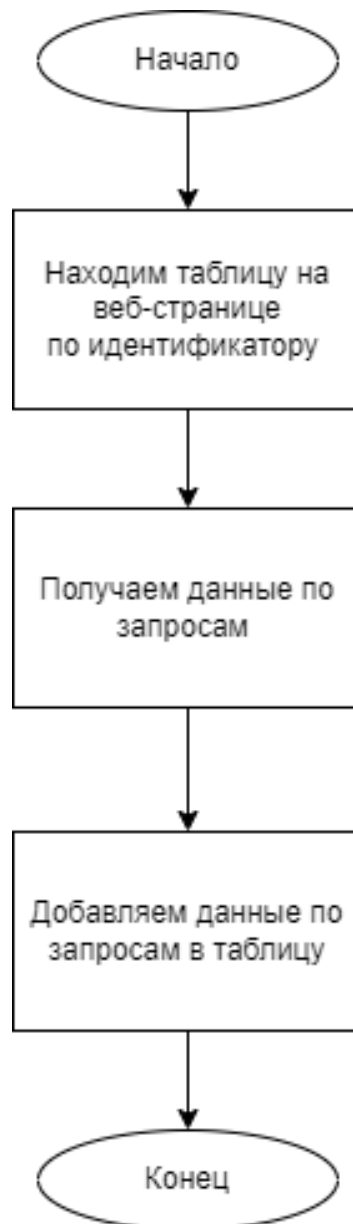 Начало
Находим таблицу на
веб-странице
по идентификатору
Получаем данные по
запросам
Добавляем данные по
запросам в таблицу
Конец